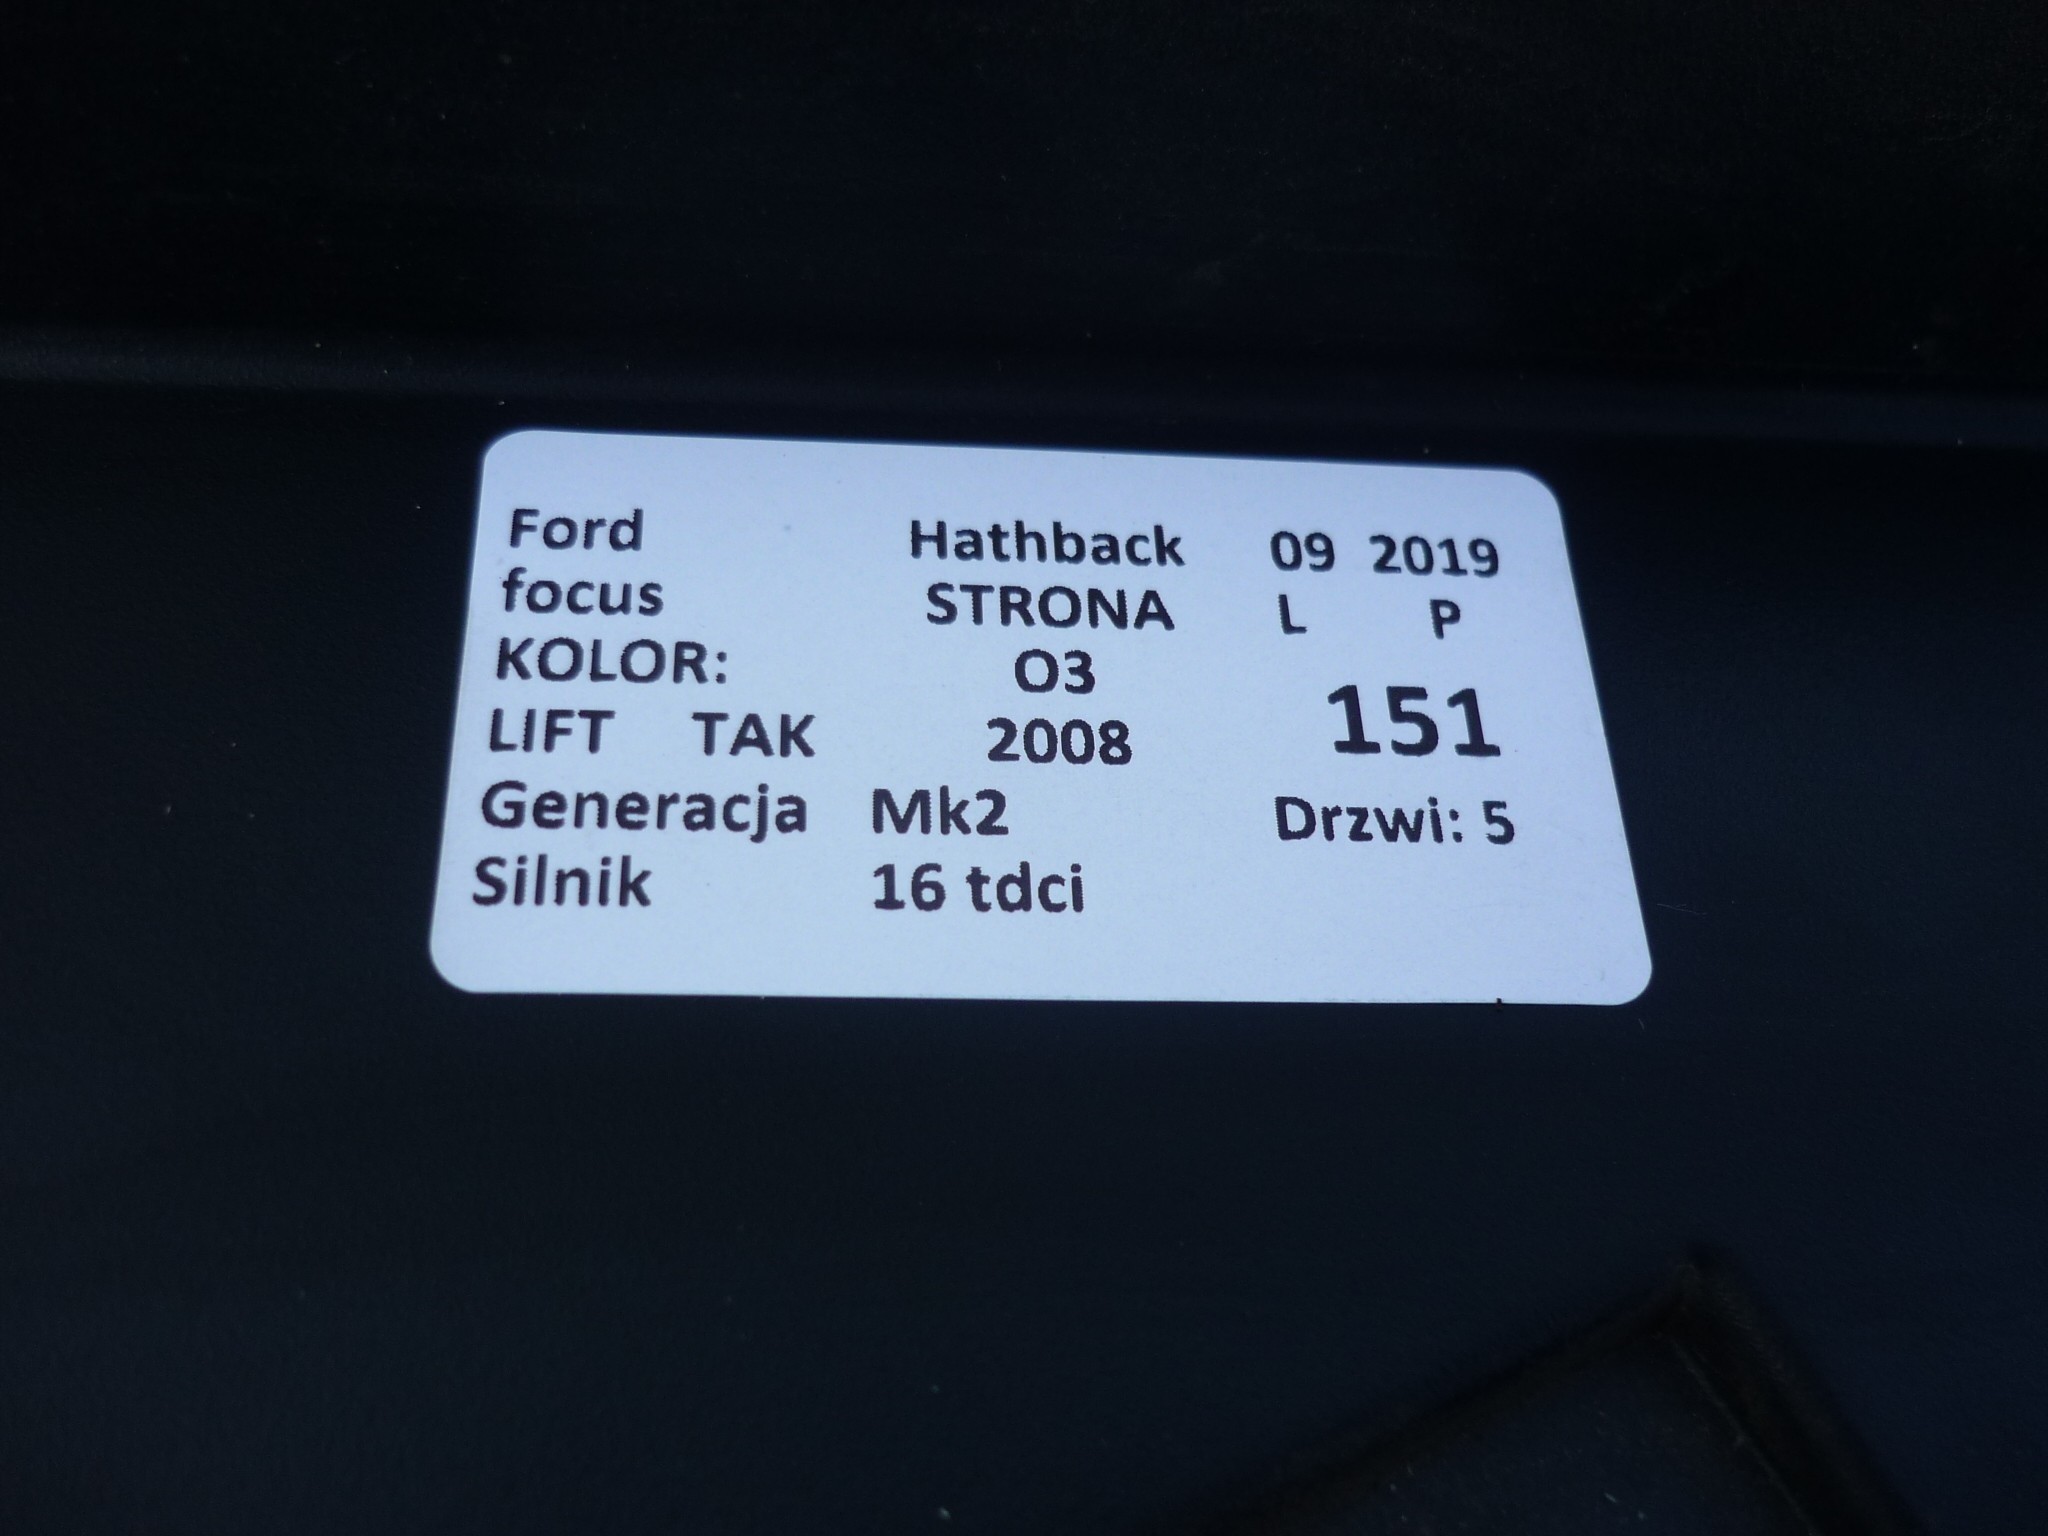 Ford Hathback 09 2019
focus STRONA L P
KOLOR: O3
LIFT TAK 2008 151
Generacja Mk2 Drzwi: 5
Silnik 16 tdci